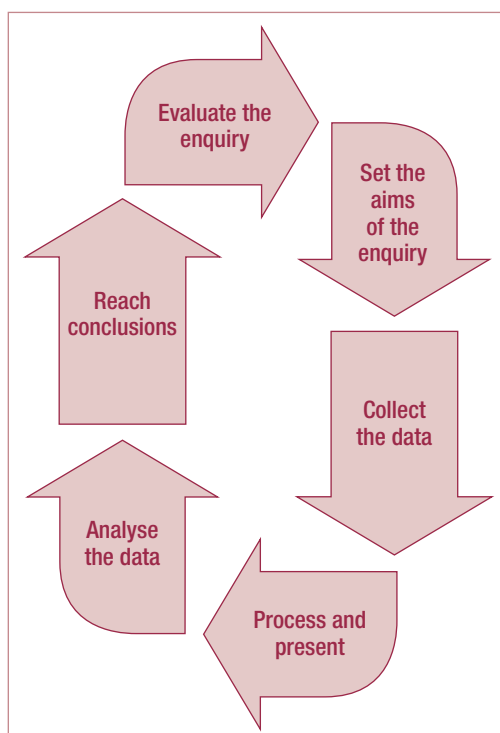 Evaluate the
enquiry
Set the
aims
of the
enquiry
Collect
the data
Process and
present
Analyse
the data
Reach
conclusions